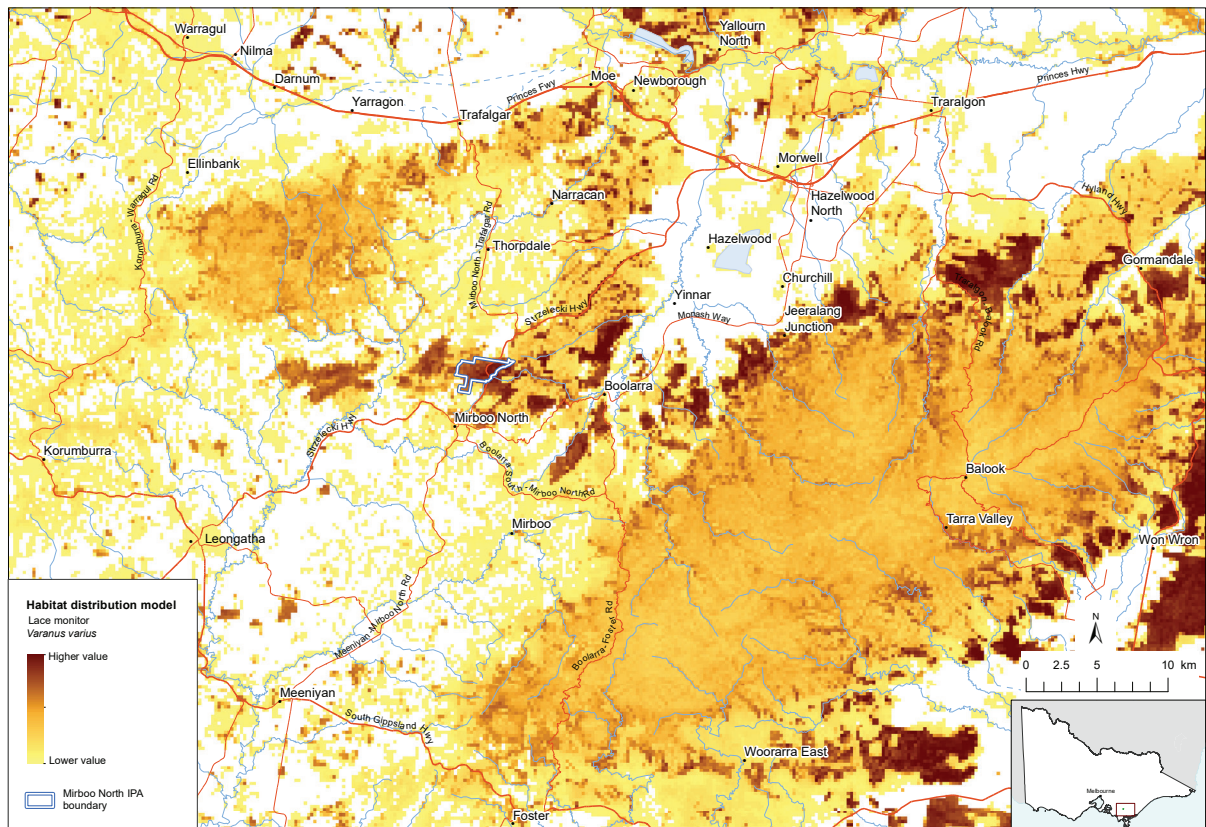 Warragul
Nilma
Darnum
Yarragon
Trafalgar
Princes Fwy
Moe
Newborough
Yallourn
North
Princes Hwy
Traralgon
Ellinbank
Korumburra - Warragul Rd
Narracan
Morwell
Hazelwood
North
Hyland Hwy
Mirboo North - Trafalgar Rd
Thorpdale
Hazelwood
Gormandale
Churchill
Strzelecki Hwy
Yinnar
Monash Way
Jeeralang
Junction
Boolarra
Mirboo North
Strzelecki Hwy
Korumburra
Boolarra South - Mirboo North Rd
Balook
Mirboo
Tarra Valley
Leongatha
Won Wron
Meeniyan-Mirboo North Rd
Boolarra-Foster Rd
Meeniyan
South Gippsland Hwy
Woorarra East
Foster
Habitat distribution model
Lace monitor
Varanus varius
Higher value
Lower value
Mirboo North IPA
boundary
N
0 2.5 5 10 km
Melbourne